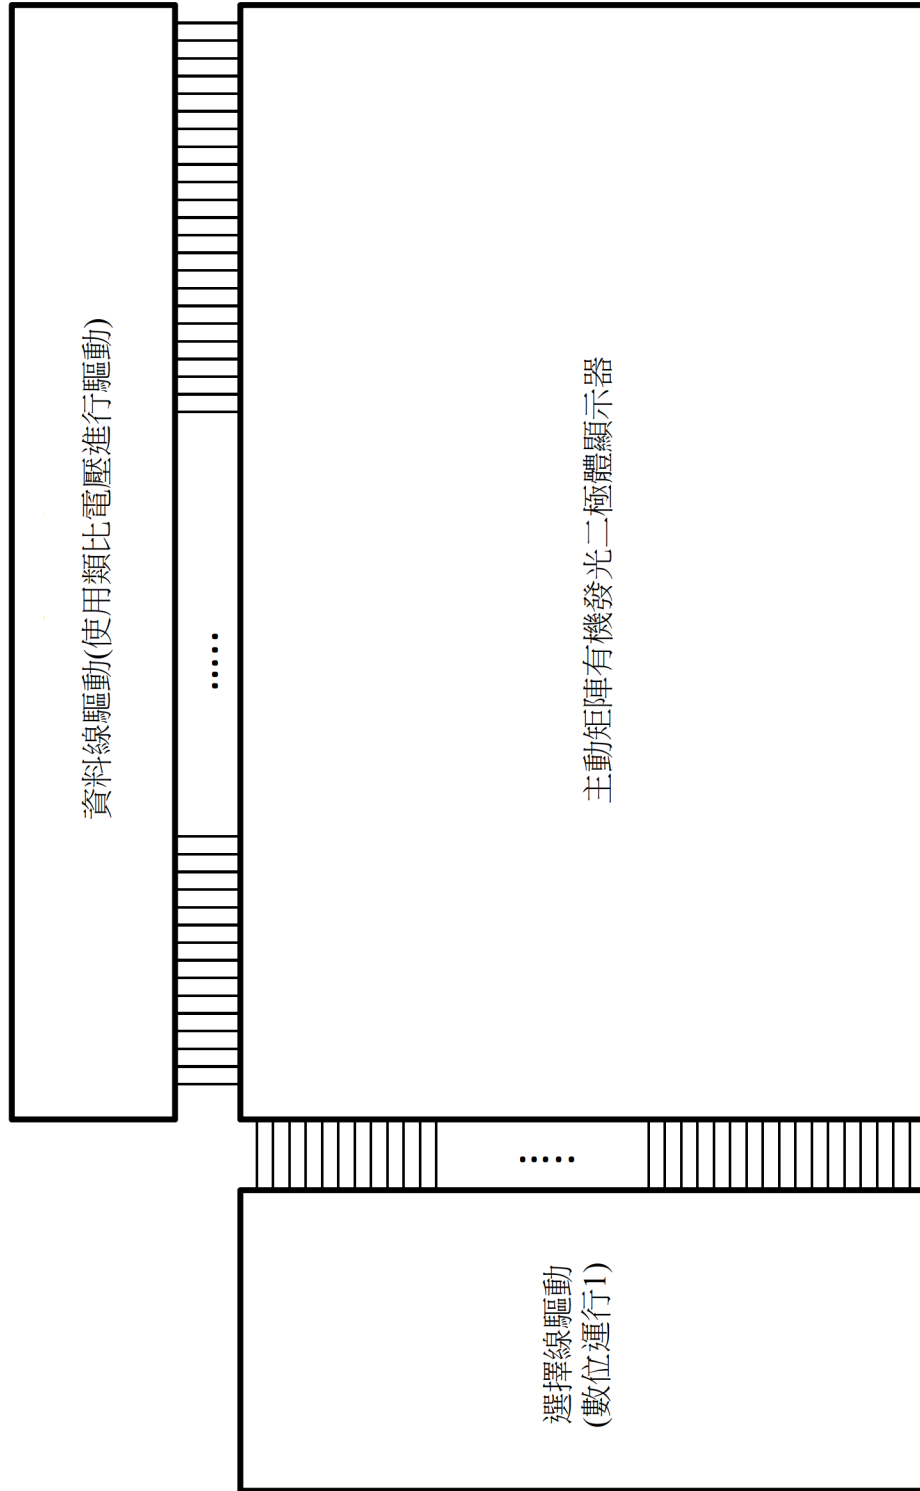 資料線驅動(使用類比電壓進行驅動)
.....
主動矩陣有機發光二極體顯示器
.....
選擇線驅動
(數位運行1)